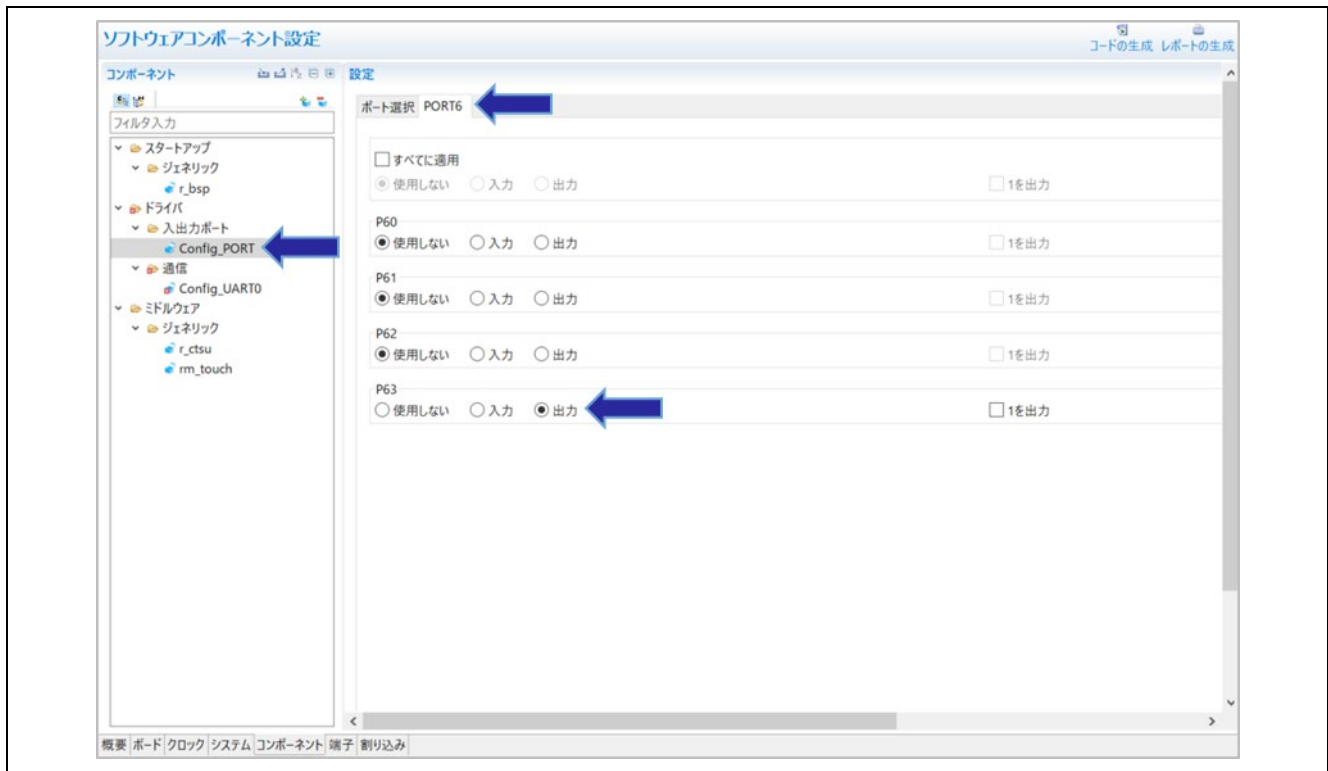 ソフトウェアコンポーネント設定
コードの生成 レポートの生成
コンポーネント
設定
フィルタ入力
スタートアップ
ジェネリック
r_bsp
ドライバ
入出力ポート
Config_PORT
通信
Config_UART0
ミドルウェア
ジェネリック
r_ctsu
rm_touch
ポート選択 PORT6
すべてに適用
使用しない 入力 出力 1を出力
P60
使用しない 入力 出力 1を出力
P61
使用しない 入力 出力 1を出力
P62
使用しない 入力 出力 1を出力
P63
使用しない 入力 出力 1を出力
概要 ボード クロック システム コンポーネント 端子 割り込み